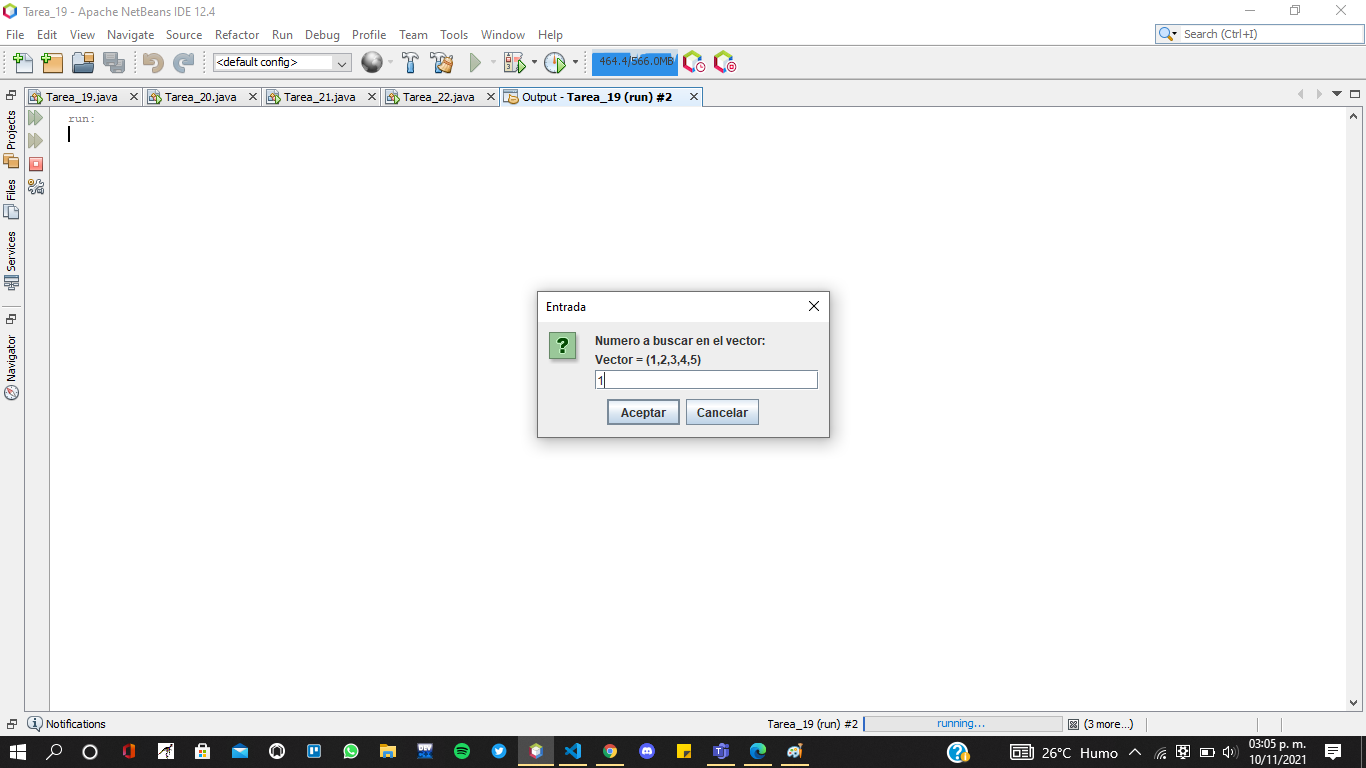 Tarea_19 - Apache NetBeans IDE 12.4
File Edit View Navigate Source Refactor Run Debug Profile Team Tools Window Help
Search (Ctrl+I)
<default config>
464.4/566.0MB
Tarea_19.java
Tarea_20.java
Tarea_21.java
Tarea_22.java
Output - Tarea_19 (run) #2
Projects
Files
Services
Navigator
run:
Entrada
Numero a buscar en el vector:
Vector = (1,2,3,4,5)
1
Aceptar
Cancelar
Notifications
Tarea_19 (run) #2
running...
(3 more...)
26°C Humo
03:05 p. m.
10/11/2021